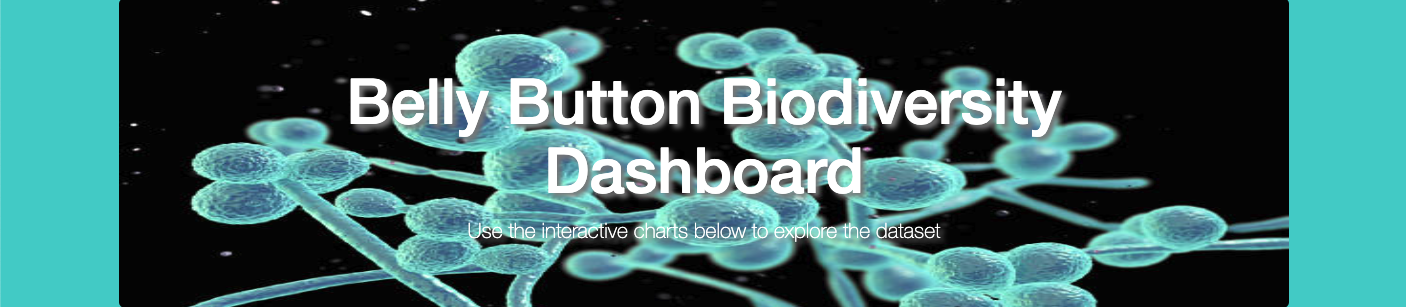 Belly Button Biodiversity
Dashboard
Use the interactive charts below to explore the dataset